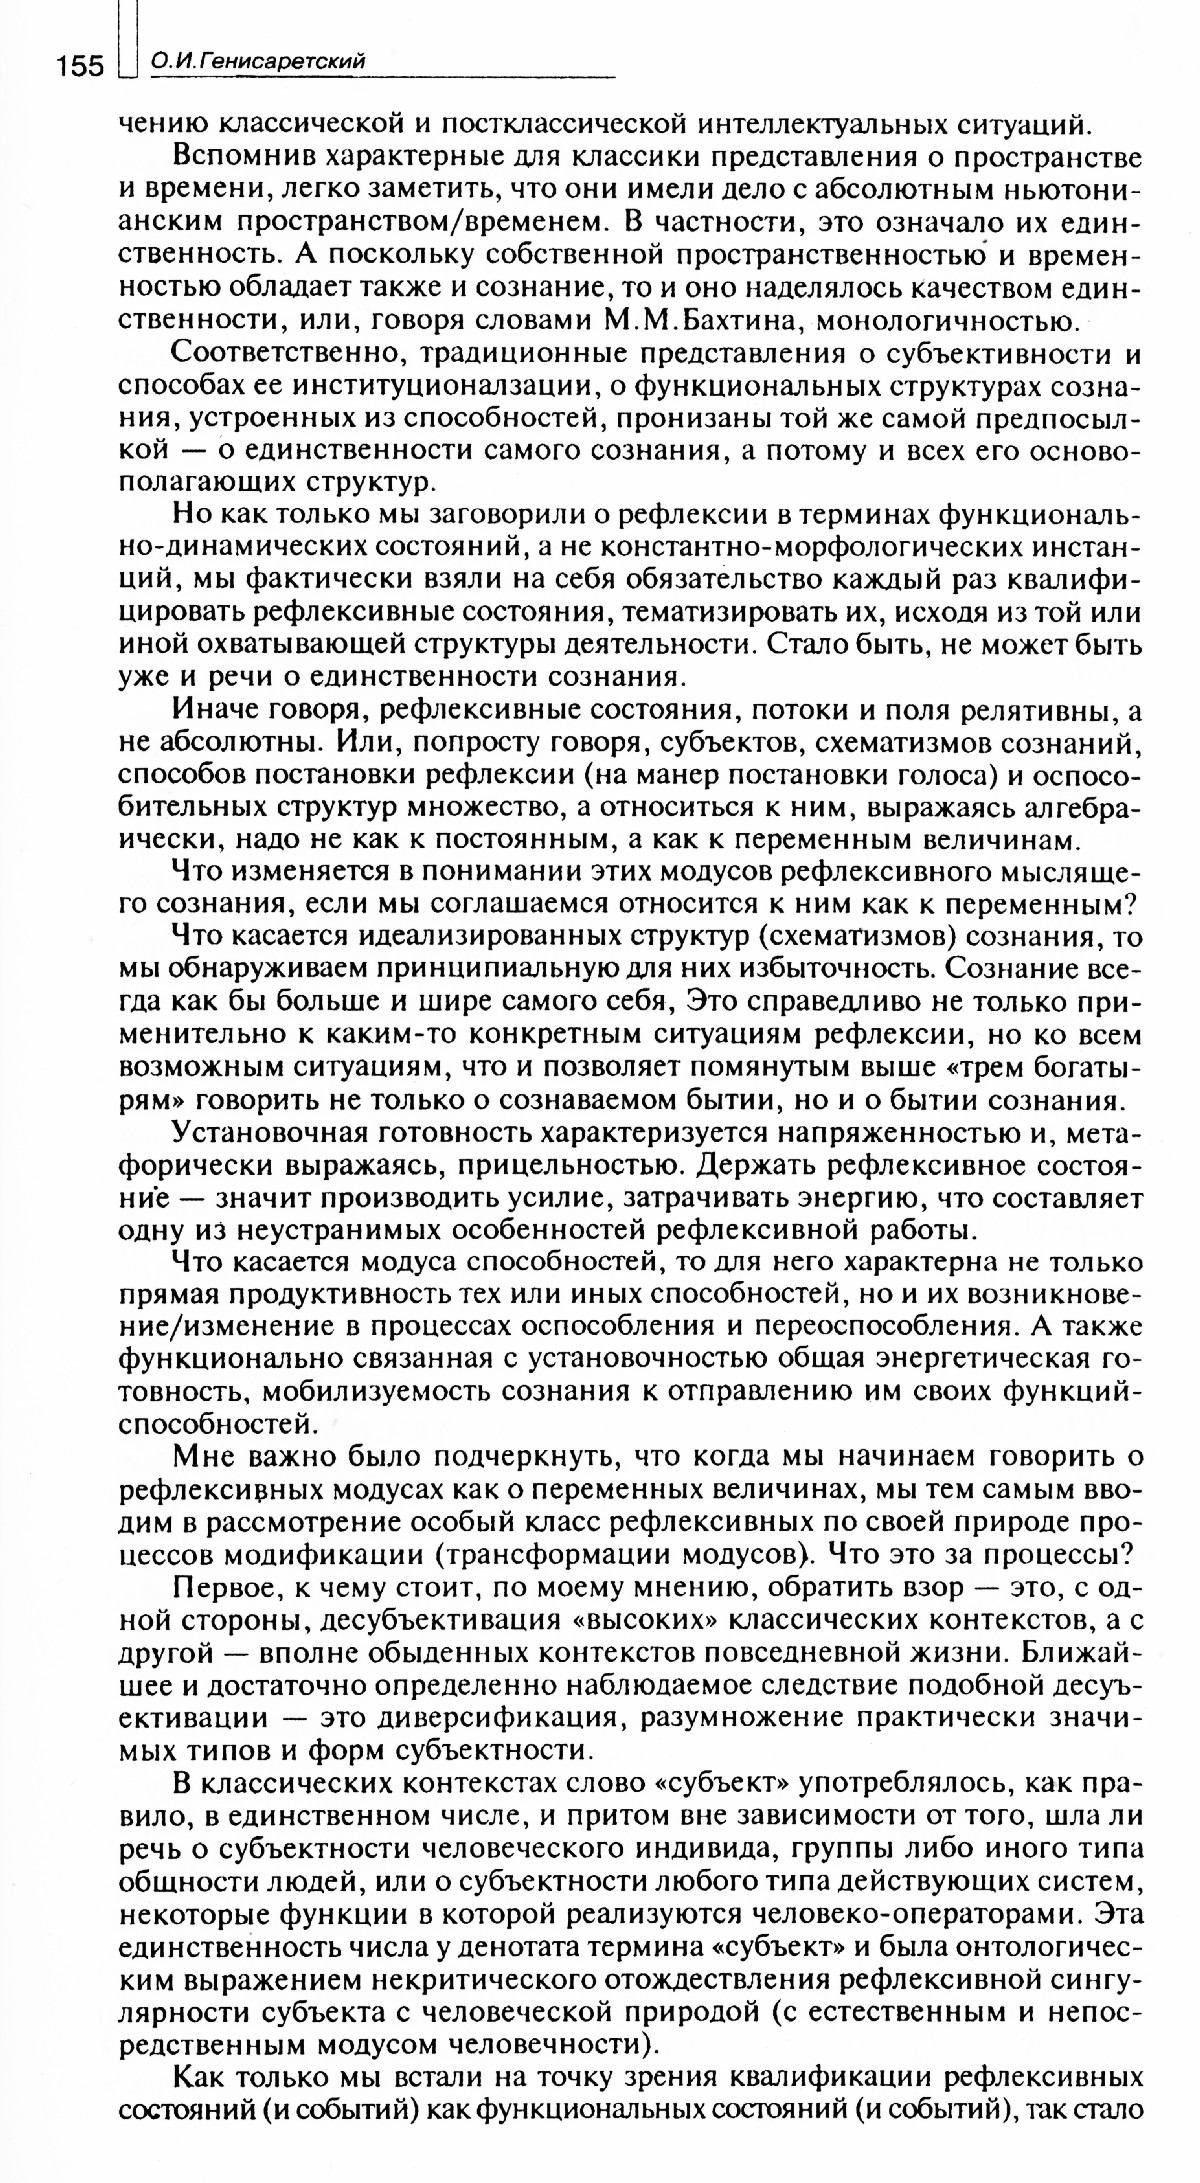 155
О.И.Генисаретский
чению классической и постклассической интеллектуальных ситуаций.
Вспомнив характерные для классики представления о пространстве
и времени, легко заметить, что они имели дело с абсолютным ньютони-
анским пространством/временем. В частности, это означало их един-
ственность. А поскольку собственной пространственностью и времен-
ностью обладает также и сознание, то и оно наделялось качеством един-
ственности, или, говоря словами М.М.Бахтина, монологичностью.
Соответственно, традиционные представления о субъективности и
способах ее институционалзации, о функциональных структурах созна-
ния, устроенных из способностей, пронизаны той же самой предпосыл-
кой — о единственности самого сознания, а потому и всех его осново-
полагающих структур.
Но как только мы заговорили о рефлексии в терминах функциональ-
но-динамических состояний, а не константно-морфологических инстан-
ций, мы фактически взяли на себя обязательство каждый раз квалифи-
цировать рефлексивные состояния, тематизировать их, исходя из той или
иной охватывающей структуры деятельности. Стало быть, не может быть
уже и речи о единственности сознания.
Иначе говоря, рефлексивные состояния, потоки и поля релятивны, а
не абсолютны. Или, попросту говоря, субъектов, схематизмов сознаний,
способов постановки рефлексии (на манер постановки голоса) и оспосо-
бительных структур множество, а относиться к ним, выражаясь алгебра-
ически, надо не как к постоянным, а как к переменным величинам.
Что изменяется в понимании этих модусов рефлексивного мысляще-
го сознания, если мы соглашаемся относится к ним как к переменным?
Что касается идеализированных структур (схематизмов) сознания, то
мы обнаруживаем принципиальную для них избыточность. Сознание все-
гда как бы больше и шире самого себя, Это справедливо не только при-
менительно к каким-то конкретным ситуациям рефлексии, но ко всем
возможным ситуациям, что и позволяет помянутым выше «трем богаты-
рям» говорить не только о сознаваемом бытии, но и о бытии сознания.
Установочная готовность характеризуется напряженностью и, мета-
форически выражаясь, прицельностью. Держать рефлексивное состоя-
ние — значит производить усилие, затрачивать энергию, что составляет
одну из неустранимых особенностей рефлексивной работы.
Что касается модуса способностей, то для него характерна не только
прямая продуктивность тех или иных способностей, но и их возникнове-
ние/изменение в процессах оспособления и переоспособления. А также
функционально связанная с установочностью общая энергетическая го-
товность, мобилизуемость сознания к отправлению им своих функций-
способностей.
Мне важно было подчеркнуть, что когда мы начинаем говорить о
рефлексивных модусах как о переменных величинах, мы тем самым вво-
дим в рассмотрение особый класс рефлексивных по своей природе про-
цессов модификации (трансформации модусов). Что это за процессы?
Первое, к чему стоит, по моему мнению, обратить взор — это, с од-
ной стороны, десубъективация «высоких» классических контекстов, а с
другой — вполне обыденных контекстов повседневной жизни. Ближай-
шее и достаточно определенно наблюдаемое следствие подобной десуъ-
ективации — это диверсификация, разумножение практически значи-
мых типов и форм субъектности.
В классических контекстах слово «субъект» употреблялось, как пра-
вило, в единственном числе, и притом вне зависимости от того, шла ли
речь о субъектности человеческого индивида, группы либо иного типа
общности людей, или о субъектности любого типа действующих систем,
некоторые функции в которой реализуются человеко-операторами. Эта
единственность числа у денотата термина «субъект» и была онтологичес-
ким выражением некритического отождествления рефлексивной сингу-
лярности субъекта с человеческой природой (с естественным и непос-
редственным модусом человечности).
Как только мы встали на точку зрения квалификации рефлексивных
состояний (и событий) как функциональных состояний (и событий), так стало